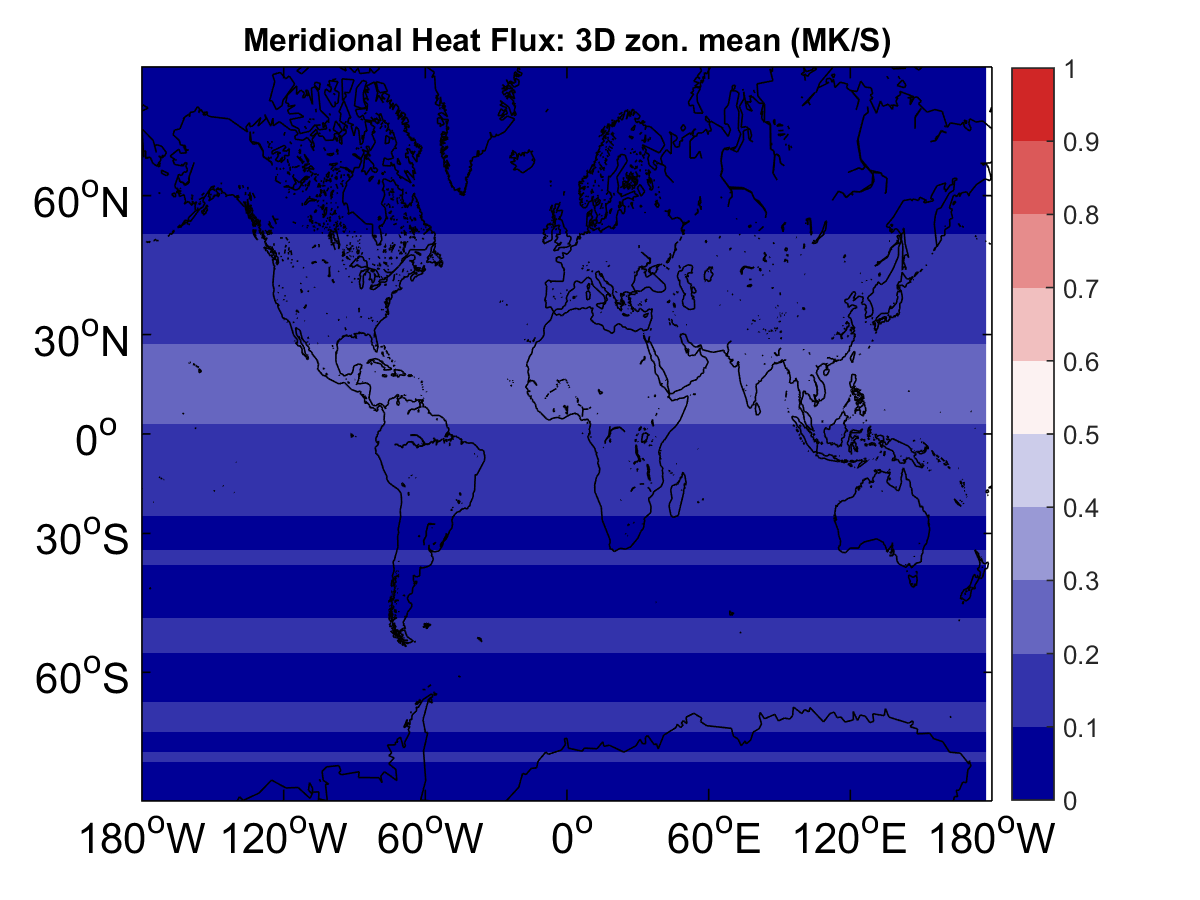 Meridional Heat Flux: 3D zon. mean (MK/S)
60ᵒN
30ᵒN
0ᵒ
30ᵒS
60ᵒS
180ᵒW 120ᵒW 60ᵒW 0ᵒ 60ᵒE 120ᵒE 180ᵒW
1
0.9
0.8
0.7
0.6
0.5
0.4
0.3
0.2
0.1
0